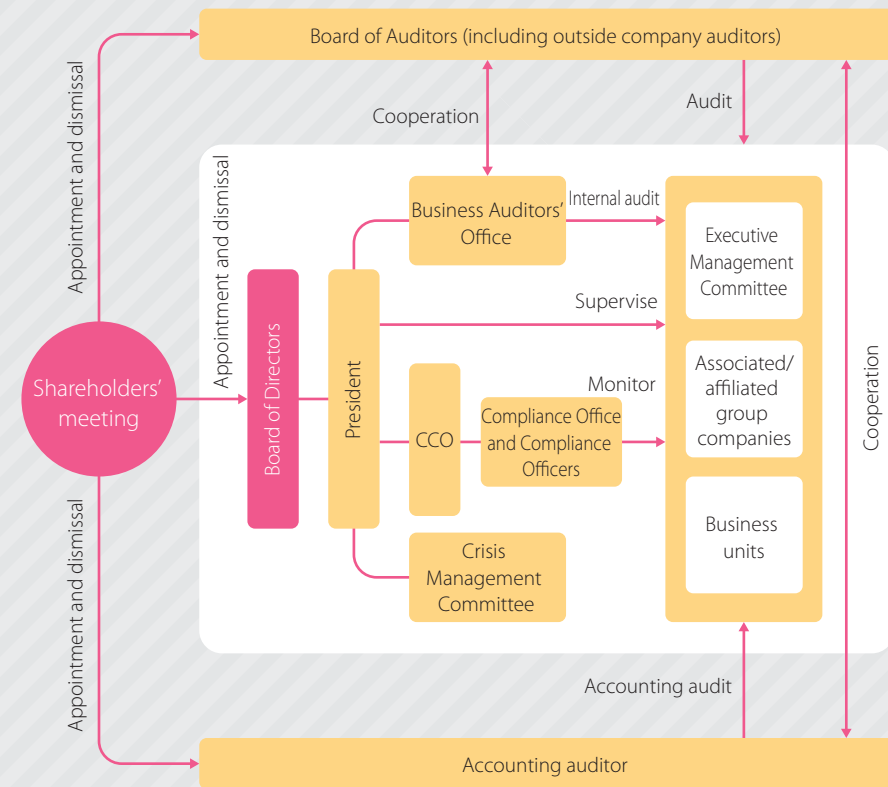 Board of Auditors (including outside company auditors)
Appointment and dismissal
Cooperation
Audit
Appointment and dismissal
Business Auditors’
Office
Internal audit
Executive
Management
Committee
Supervise
Shareholders’
meeting
Board of Directors
President
Monitor
CCO
Compliance Office
and Compliance
Officers
Associated/
affiliated
group
companies
Cooperation
Crisis
Management
Committee
Business
units
Appointment and dismissal
Accounting audit
Accounting auditor